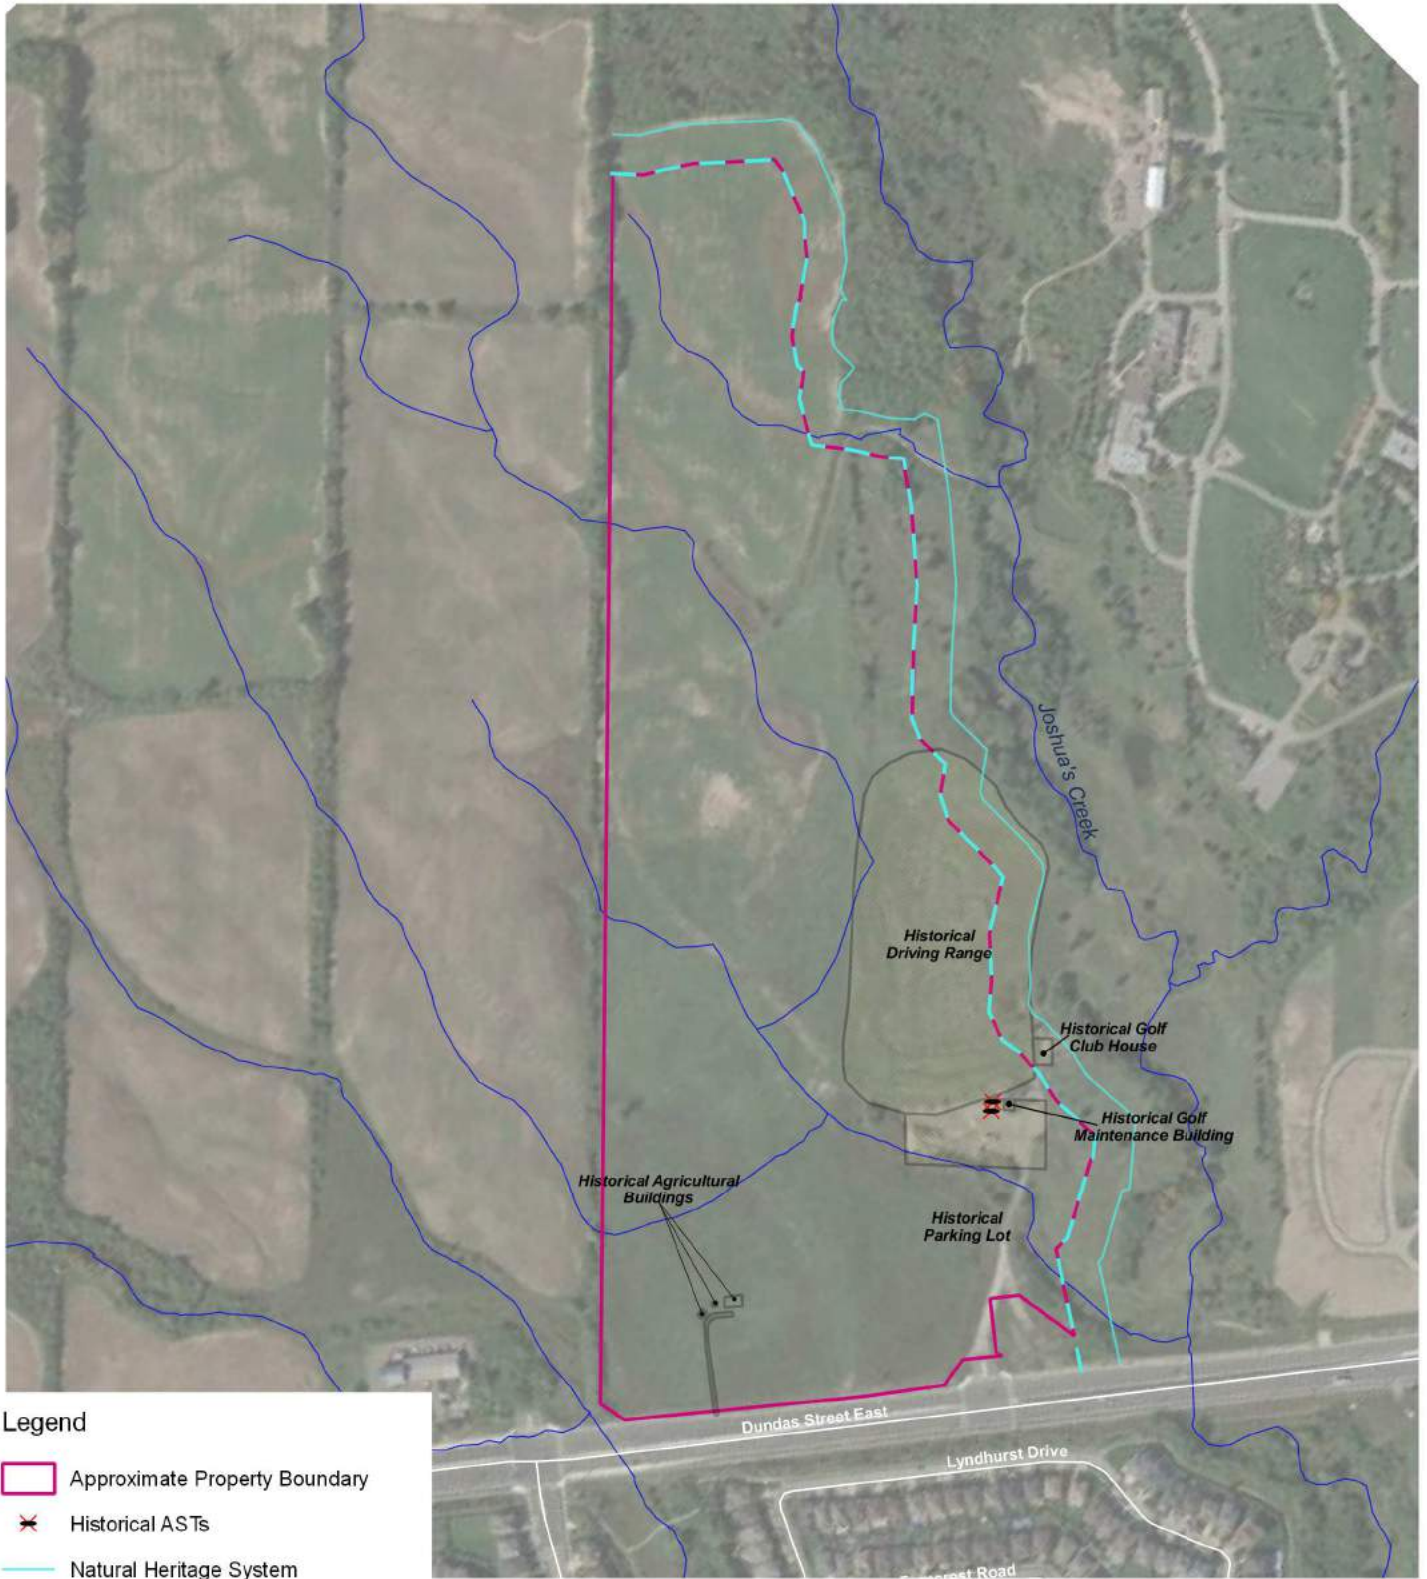 Joshua's Creek
Historical
Driving Range
Historical Golf
Club House
Historical Golf
Maintenance Building
Historical Agricultural
Buildings
Historical
Parking Lot
Dundas Street East
Lyndhurst Drive
Road
Legend
Approximate Property Boundary
Historical ASTs
Natural Heritage System